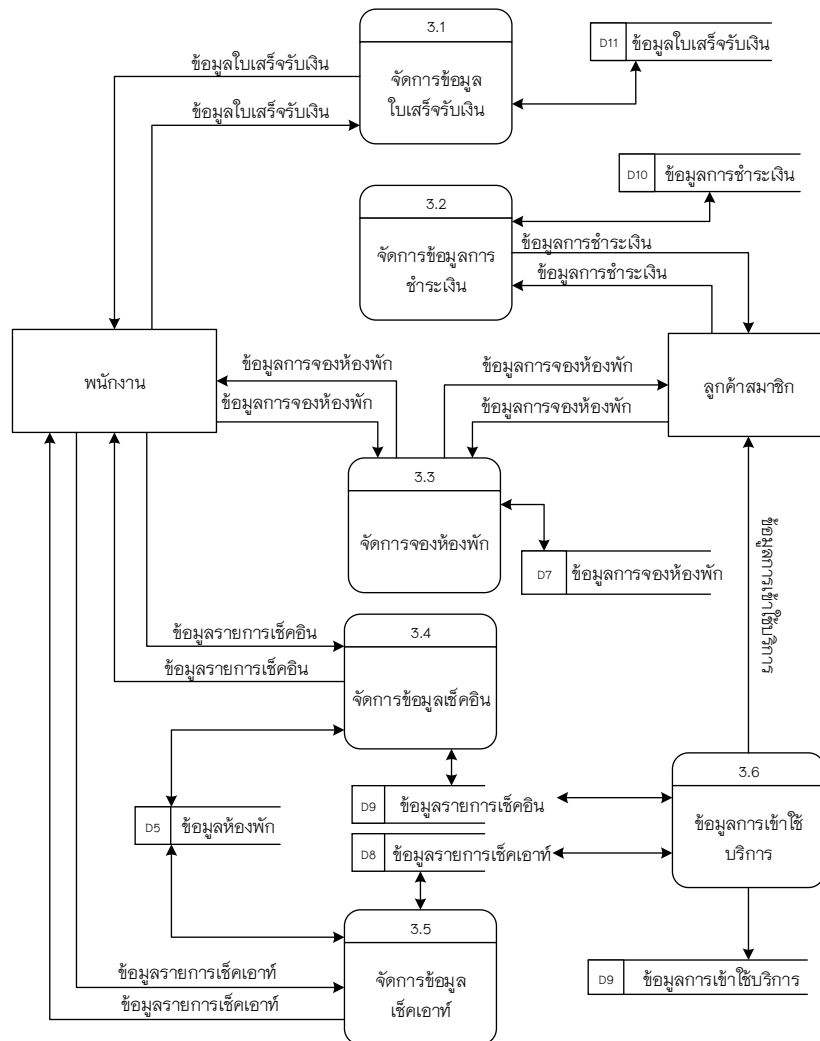 3.1
จัดการข้อมูล
ใบเสร็จรับเงิน
D11 ข้อมูลใบเสร็จรับเงิน
ข้อมูลใบเสร็จรับเงิน
ข้อมูลใบเสร็จรับเงิน
D10 ข้อมูลการชำระเงิน
3.2
จัดการข้อมูลการ
ชำระเงิน
ข้อมูลการชำระเงิน
ข้อมูลการชำระเงิน
พนักงาน
ข้อมูลการจองห้องพัก
ข้อมูลการจองห้องพัก
ข้อมูลการจองห้องพัก
ข้อมูลการจองห้องพัก
ลูกค้าสมาชิก
3.3
จัดการจองห้องพัก
D7 ข้อมูลการจองห้องพัก
ข้อมูลการเข้าใช้บริการ
ข้อมูลรายการเช็คอิน
ข้อมูลรายการเช็คอิน
3.4
จัดการข้อมูลเช็คอิน
D5 ข้อมูลห้องพัก
D9 ข้อมูลรายการเช็คอิน
D8 ข้อมูลรายการเช็คเอาท์
3.6
ข้อมูลการเข้าใช้
บริการ
3.5
จัดการข้อมูล
เช็คเอาท์
ข้อมูลรายการเช็คเอาท์
ข้อมูลรายการเช็คเอาท์
D9 ข้อมูลการเข้าใช้บริการ